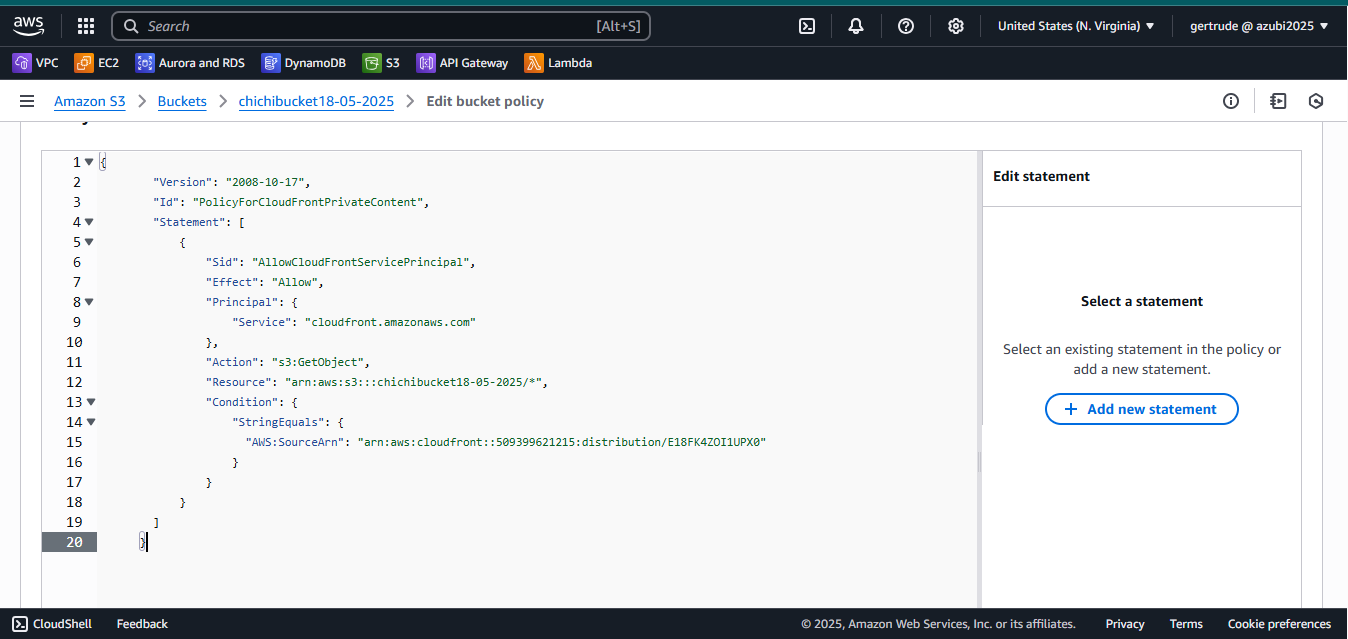 aws
Search [Alt+S] United States (N. Virginia) gertrude @ azubi2025
VPC EC2 Aurora and RDS DynamoDB S3 API Gateway Lambda
Amazon S3 Buckets chichibucket18-05-2025 Edit bucket policy
1 {
2 "Version": "2008-10-17",
3 "Id": "PolicyForCloudFrontPrivateContent",
4 "Statement": [
5 {
6 "Sid": "AllowCloudFrontServicePrincipal",
7 "Effect": "Allow",
8 "Principal": {
9 "Service": "cloudfront.amazonaws.com"
10 },
11 "Action": "s3:GetObject",
12 "Resource": "arn:aws:s3:::chichibucket18-05-2025/*",
13 "Condition": {
14 "StringEquals": {
15 "AWS:SourceArn": "arn:aws:cloudfront::509399621215:distribution/E18FK4ZOI1UPX0"
16 }
17 }
18 }
19 ]
20 }
Edit statement
Select a statement
Select an existing statement in the policy or
add a new statement.
+ Add new statement
CloudShell Feedback © 2025, Amazon Web Services, Inc. or its affiliates. Privacy Terms Cookie preferences